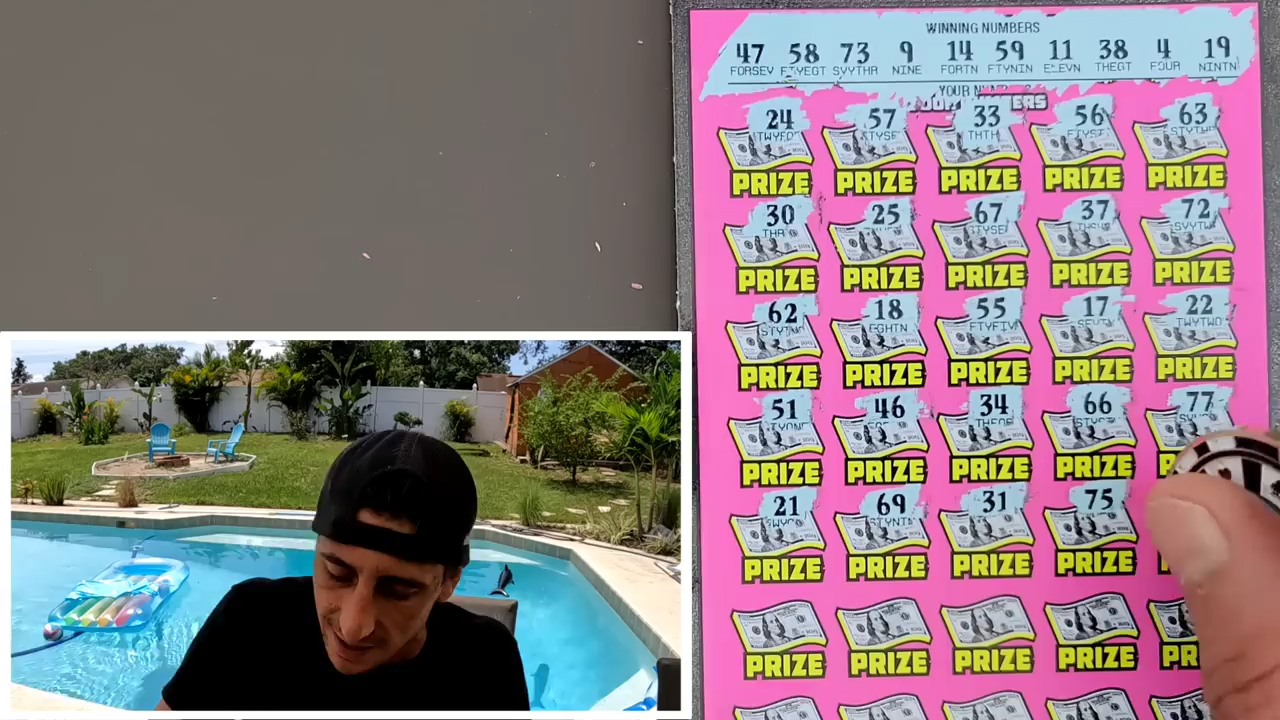 WINNING NUMBERS
47 58 73 9 14 59 11 38 4 19
FORSEV FTYEGT SVYTHR NINE FORTN FTYNIN ELEVN THEGT FOUR NINTN
24 57 33 56 63
PRIZE PRIZE PRIZE PRIZE PRIZE
30 25 67 37 72
PRIZE PRIZE PRIZE PRIZE PRIZE
62 18 55 17 22
EGHTN FTYFIV TWYTWO
PRIZE PRIZE PRIZE PRIZE PRIZE
51 46 34 66 77
PRIZE PRIZE PRIZE PRIZE
21 69 31 75
PRIZE PRIZE PRIZE PRIZE
PRIZE PRIZE PRIZE PRIZE